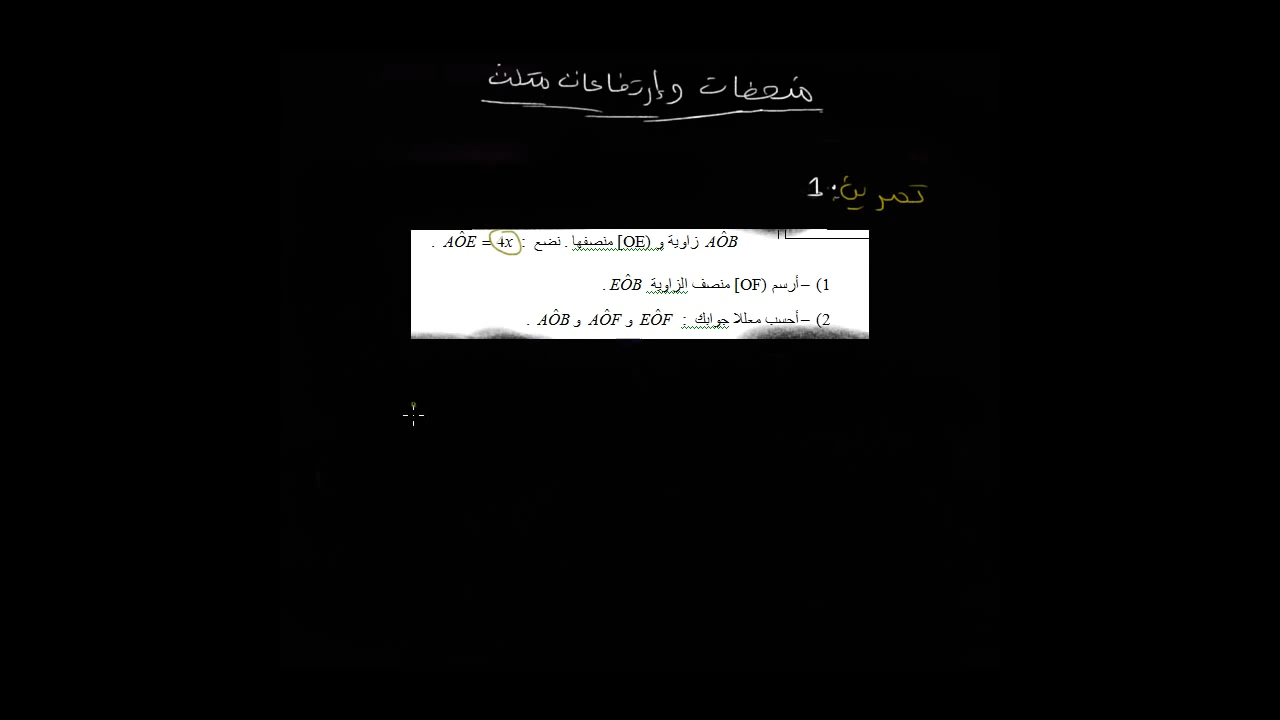 منصفات وإرتفاعات مثلث
تمرين 1:
AÔB زاوية و [OE) منصفها . نضع : AÔE = 4x .
1) – أرسم [OF) منصف الزاوية EÔB .
2) – أحسب معللا جوابك : EÔF و AÔF و AÔB .